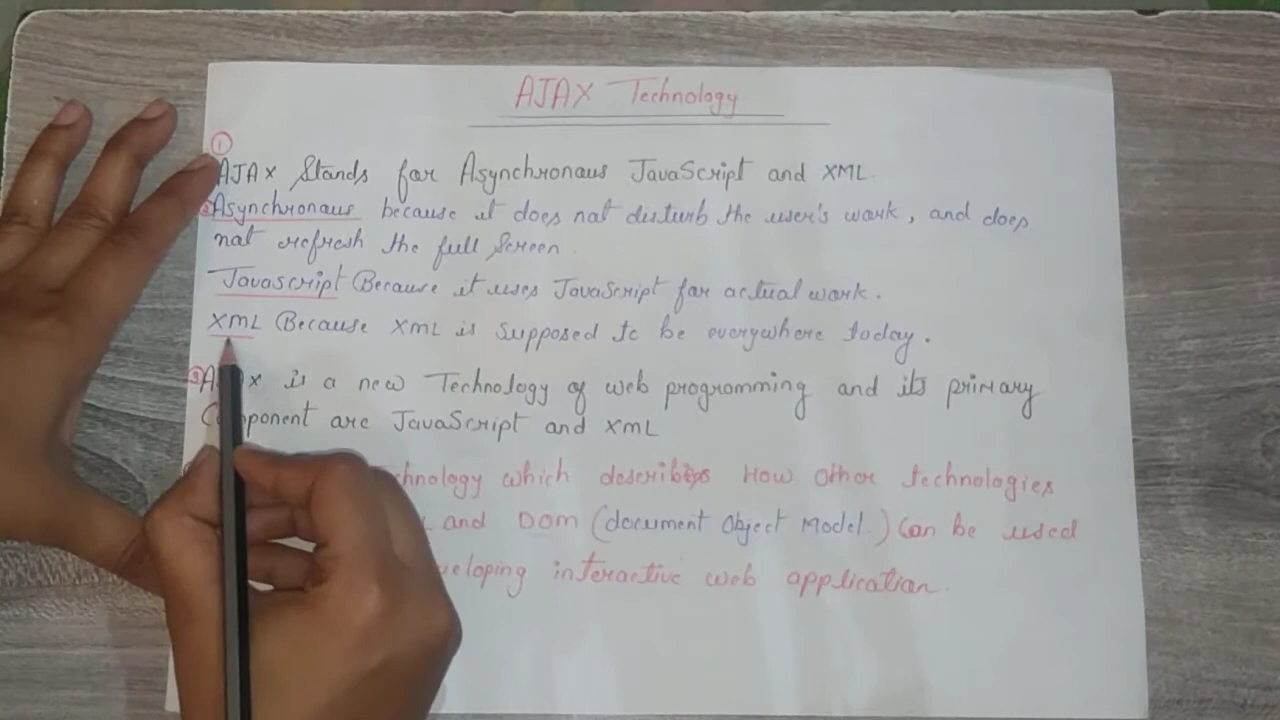 AJAX Technology
①
AJAX Stands for Asynchronous JavaScript and XML.
② Asynchronous because it does not disturb the user's work, and does
not refresh the full Screen.
Javascript Because it uses JavaScript for actual work.
XML Because XML is supposed to be everywhere today.
③ is a new Technology of web programming and its primary
Component are JavaScript and XML
which describes How Other technologies
and DOM (document Object Model.) Can be used
interactive web application.